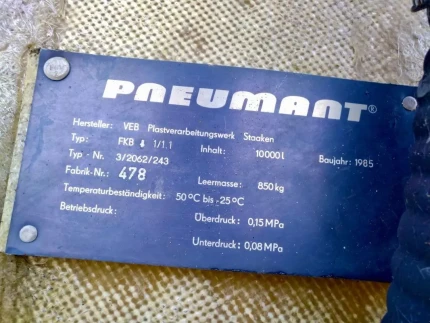 PNEUMANT®
Hersteller: VEB Plastverarbeitungswerk Staaken
Typ: FKB 1/1.1 Inhalt: 10000 l Baujahr: 1985
Typ - Nr. 3/2062/243
Fabrik-Nr.: 478 Leermasse: 850 kg
Temperaturbeständigkeit: 50°C bis -25°C
Betriebsdruck: Überdruck: 0,15 MPa
Unterdruck: 0,08 MPa